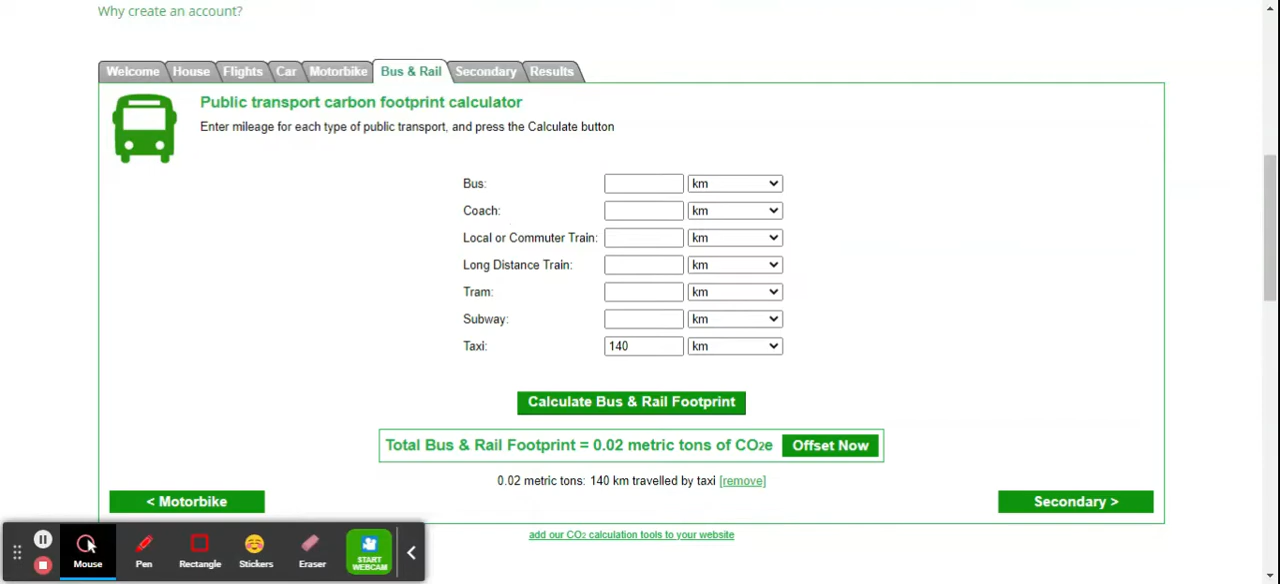 Why create an account?
Welcome House Flights Car Motorbike Bus & Rail Secondary Results
Public transport carbon footprint calculator
Enter mileage for each type of public transport, and press the Calculate button
Bus: km
Coach: km
Local or Commuter Train: km
Long Distance Train: km
Tram: km
Subway: km
Taxi: 140 km
Calculate Bus & Rail Footprint
Total Bus & Rail Footprint = 0.02 metric tons of CO2e Offset Now
0.02 metric tons: 140 km travelled by taxi [remove]
< Motorbike Secondary >
add our CO2 calculation tools to your website
Mouse Pen Rectangle Stickers Eraser START WEBCAM